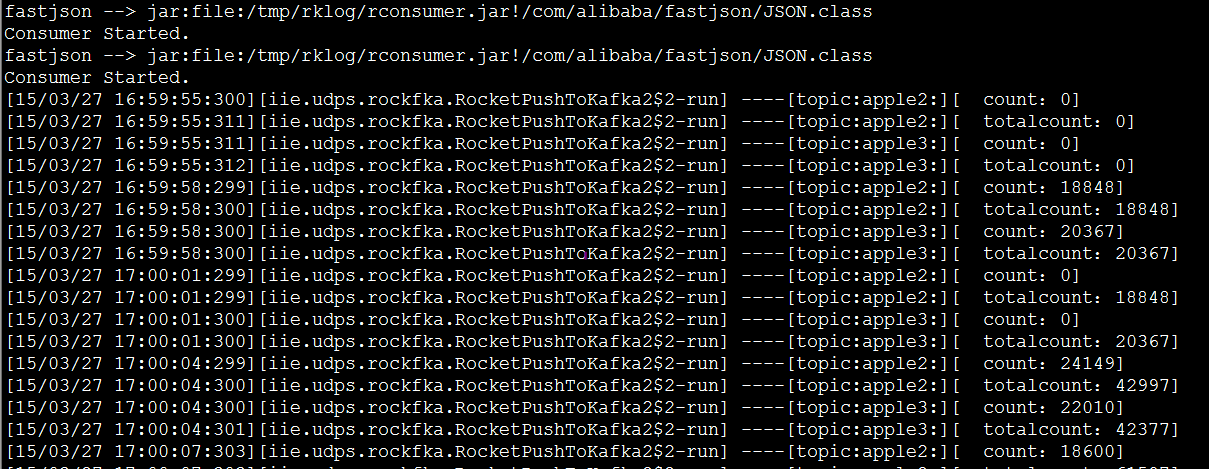 fastjson --> jar:file:/tmp/rklog/rconsumer.jar!/com/alibaba/fastjson/JSON.class
Consumer Started.
fastjson --> jar:file:/tmp/rklog/rconsumer.jar!/com/alibaba/fastjson/JSON.class
Consumer Started.
[15/03/27 16:59:55:300][iie.udps.rockfka.RocketPushToKafka2$2-run] ----[topic:apple2:][  count: 0]
[15/03/27 16:59:55:311][iie.udps.rockfka.RocketPushToKafka2$2-run] ----[topic:apple2:][  totalcount: 0]
[15/03/27 16:59:55:311][iie.udps.rockfka.RocketPushToKafka2$2-run] ----[topic:apple3:][  count: 0]
[15/03/27 16:59:55:312][iie.udps.rockfka.RocketPushToKafka2$2-run] ----[topic:apple3:][  totalcount: 0]
[15/03/27 16:59:58:299][iie.udps.rockfka.RocketPushToKafka2$2-run] ----[topic:apple2:][  count: 18848]
[15/03/27 16:59:58:300][iie.udps.rockfka.RocketPushToKafka2$2-run] ----[topic:apple2:][  totalcount: 18848]
[15/03/27 16:59:58:300][iie.udps.rockfka.RocketPushToKafka2$2-run] ----[topic:apple3:][  count: 20367]
[15/03/27 16:59:58:300][iie.udps.rockfka.RocketPushToKafka2$2-run] ----[topic:apple3:][  totalcount: 20367]
[15/03/27 17:00:01:299][iie.udps.rockfka.RocketPushToKafka2$2-run] ----[topic:apple2:][  count: 0]
[15/03/27 17:00:01:299][iie.udps.rockfka.RocketPushToKafka2$2-run] ----[topic:apple2:][  totalcount: 18848]
[15/03/27 17:00:01:300][iie.udps.rockfka.RocketPushToKafka2$2-run] ----[topic:apple3:][  count: 0]
[15/03/27 17:00:01:300][iie.udps.rockfka.RocketPushToKafka2$2-run] ----[topic:apple3:][  totalcount: 20367]
[15/03/27 17:00:04:299][iie.udps.rockfka.RocketPushToKafka2$2-run] ----[topic:apple2:][  count: 24149]
[15/03/27 17:00:04:300][iie.udps.rockfka.RocketPushToKafka2$2-run] ----[topic:apple2:][  totalcount: 42997]
[15/03/27 17:00:04:300][iie.udps.rockfka.RocketPushToKafka2$2-run] ----[topic:apple3:][  count: 22010]
[15/03/27 17:00:04:301][iie.udps.rockfka.RocketPushToKafka2$2-run] ----[topic:apple3:][  totalcount: 42377]
[15/03/27 17:00:07:303][iie.udps.rockfka.RocketPushToKafka2$2-run] ----[topic:apple2:][  count: 18600]